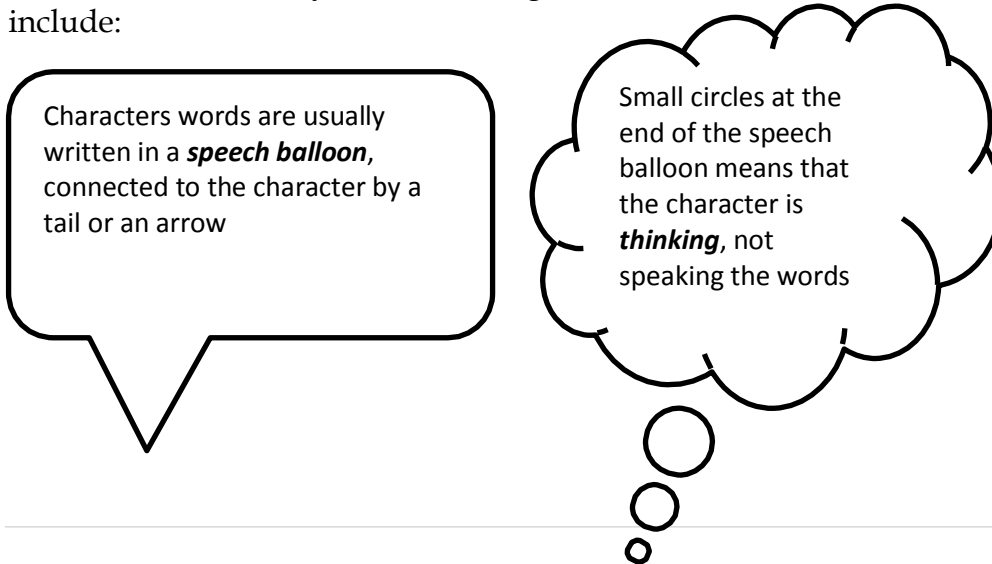 include:
Characters words are usually
written in a speech balloon,
connected to the character by a
tail or an arrow
Small circles at the
end of the speech
balloon means that
the character is
thinking, not
speaking the words